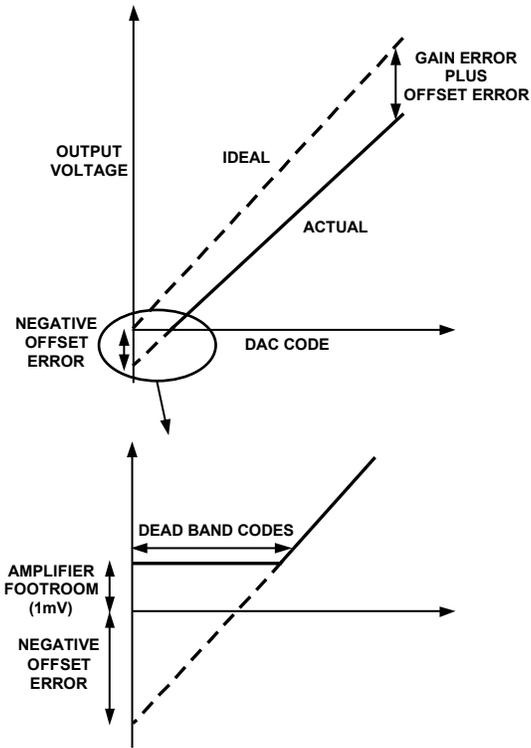 GAIN ERROR
PLUS
OFFSET ERROR
OUTPUT
VOLTAGE
IDEAL
ACTUAL
NEGATIVE
OFFSET
ERROR
DAC CODE
DEAD BAND CODES
AMPLIFIER
FOOTROOM
(1mV)
NEGATIVE
OFFSET
ERROR